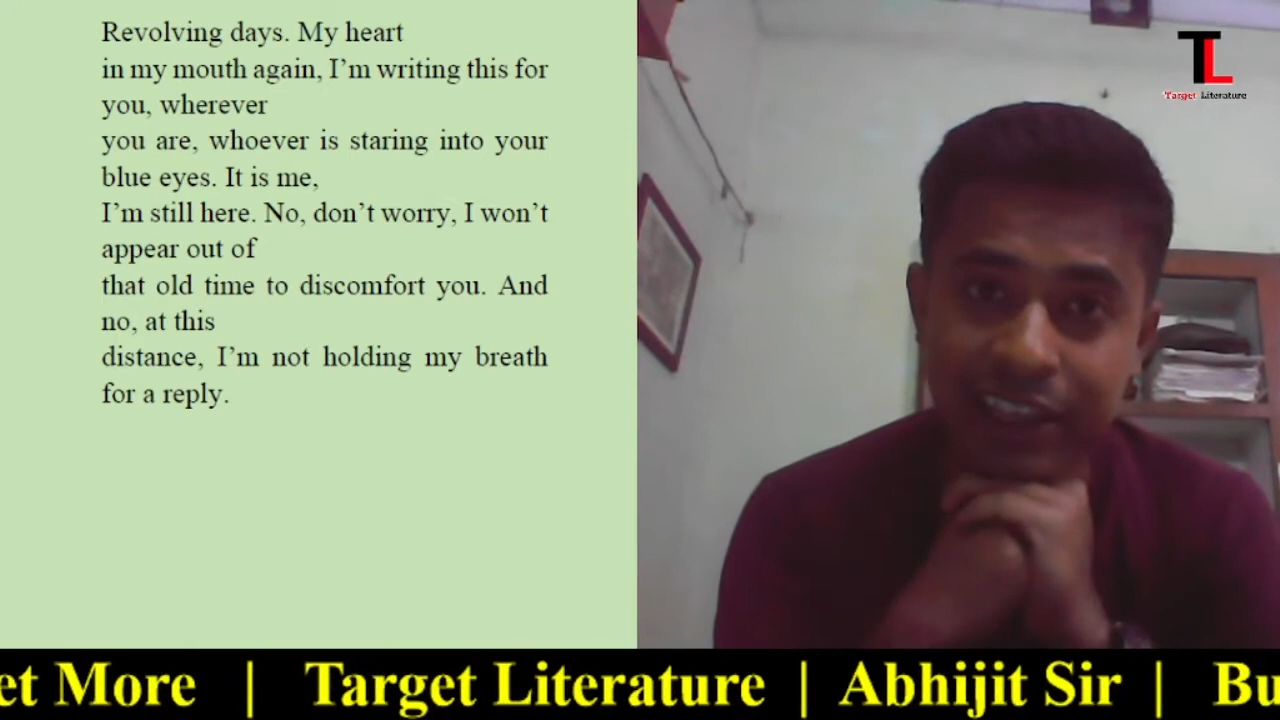 Revolving days. My heart
in my mouth again, I'm writing this for
you, wherever
you are, whoever is staring into your
blue eyes. It is me,
I'm still here. No, don't worry, I won't
appear out of
that old time to discomfort you. And
no, at this
distance, I'm not holding my breath
for a reply.
TL
Target Literature
et More | Target Literature | Abhijit Sir | Bu